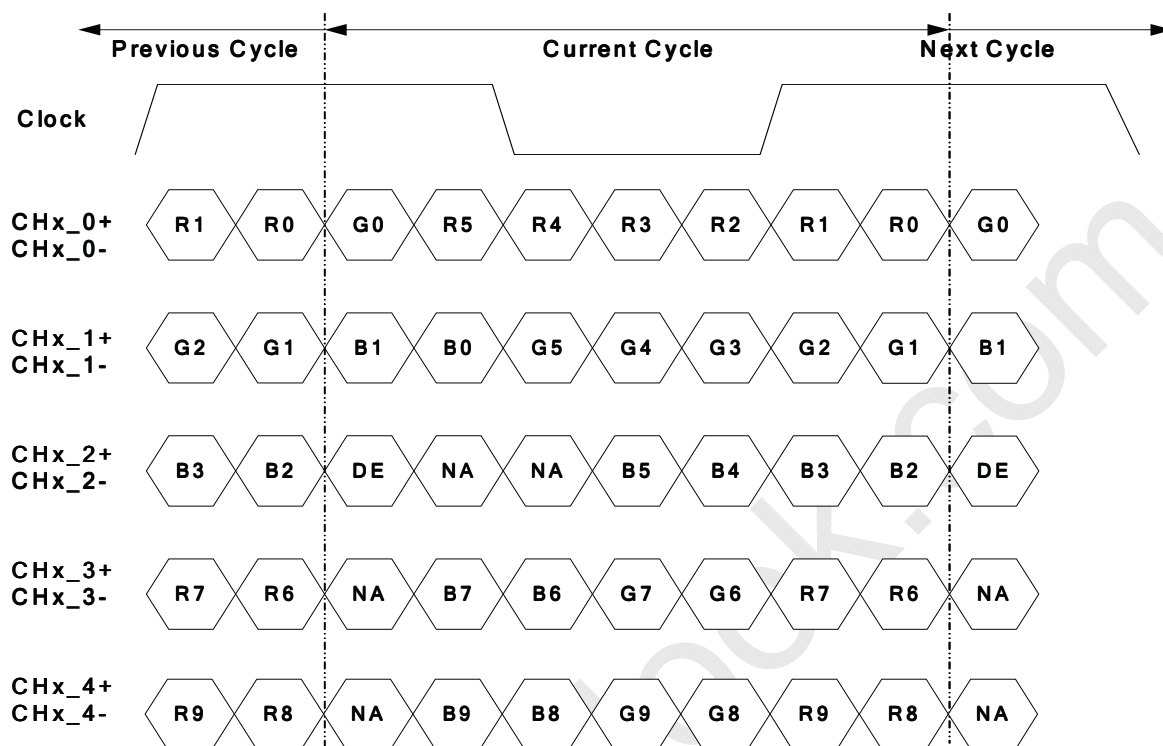 Previous Cycle Current Cycle Next Cycle
Clock
CHx_0+ R1 R0 G0 R5 R4 R3 R2 R1 R0 G0
CHx_0-
CHx_1+ G2 G1 B1 B0 G5 G4 G3 G2 G1 B1
CHx_1-
CHx_2+ B3 B2 DE NA NA B5 B4 B3 B2 DE
CHx_2-
CHx_3+ R7 R6 NA B7 B6 G7 G6 R7 R6 NA
CHx_3-
CHx_4+ R9 R8 NA B9 B8 G9 G8 R9 R8 NA
CHx_4-
ook.com